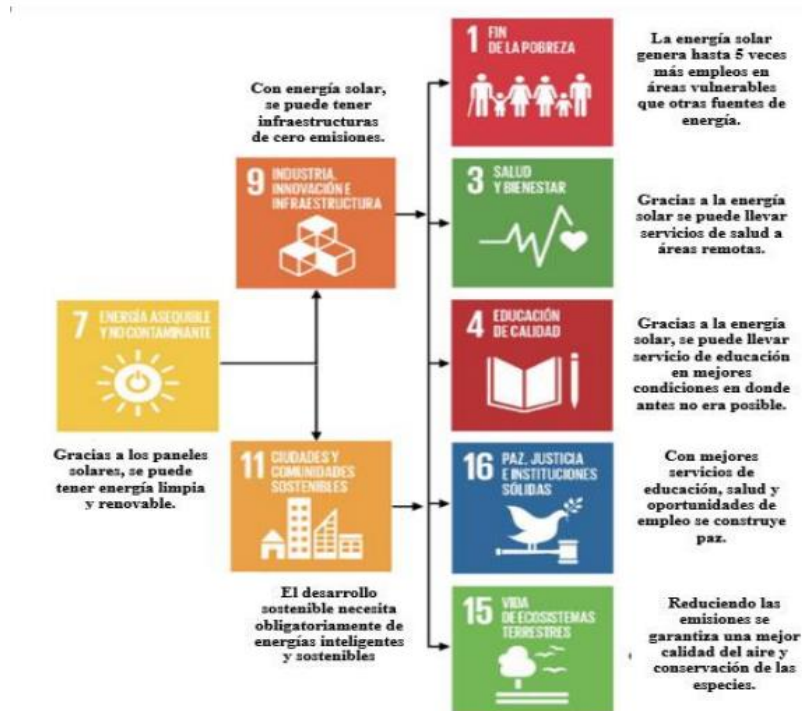 Con energía solar,
se puede tener
infraestructuras
de cero emisiones.
9 INDUSTRIA,
INNOVACIÓN E
INFRAESTRUCTURA
7 ENERGÍA ASEQUIBLE
Y NO CONTAMINANTE
Gracias a los paneles
solares, se puede
tener energía limpia
y renovable.
11 CIUDADES Y
COMUNIDADES
SOSTENIBLES
El desarrollo
sostenible necesita
obligatoriamente de
energías inteligentes
y sostenibles
1 FIN
DE LA POBREZA
La energía solar
genera hasta 5 veces
más empleos en
áreas vulnerables
que otras fuentes de
energía.
3 SALUD
Y BIENESTAR
Gracias a la energía
solar se puede llevar
servicios de salud a
áreas remotas.
4 EDUCACIÓN
DE CALIDAD
Gracias a la energía
solar, se puede llevar
servicio de educación
en mejores
condiciones en donde
antes no era posible.
16 PAZ, JUSTICIA
E INSTITUCIONES
SÓLIDAS
Con mejores
servicios de
educación, salud y
oportunidades de
empleo se construye
paz.
15 VIDA
DE ECOSISTEMAS
TERRESTRES
Reduciendo las
emisiones se
garantiza una mejor
calidad del aire y
conservación de las
especies.